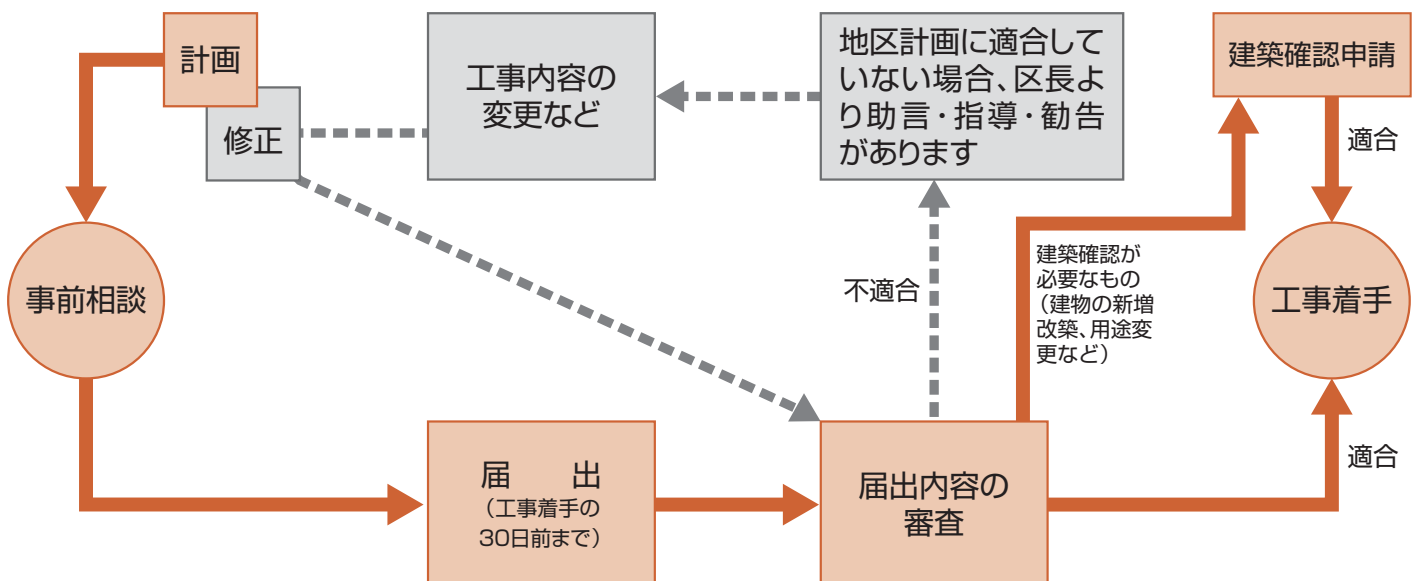 計画
修正
工事内容の
変更など
地区計画に適合して
いない場合、区長よ
り助言・指導・勧告
があります
建築確認申請
適合
事前相談
不適合
建築確認が
必要なもの
（建物の新増
改築、用途変
更など）
工事着手
届　出
（工事着手の
30日前まで）
届出内容の
審査
適合